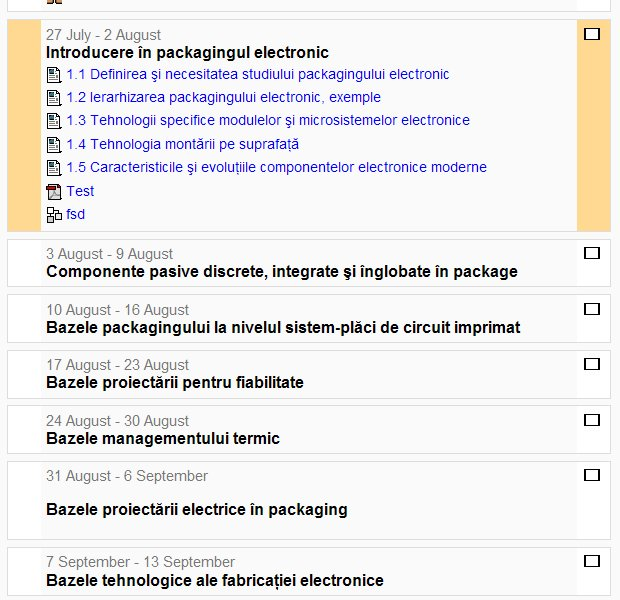 27 July - 2 August
Introducere în packagingul electronic
1.1 Definirea şi necesitatea studiului packagingului electronic
1.2 Ierarhizarea packagingului electronic, exemple
1.3 Tehnologii specifice modulelor şi microsistemelor electronice
1.4 Tehnologia montării pe suprafaţă
1.5 Caracteristicile şi evoluțiile componentelor electronice moderne
Test
fsd
3 August - 9 August
Componente pasive discrete, integrate şi înglobate în package
10 August - 16 August
Bazele packagingului la nivelul sistem-plăci de circuit imprimat
17 August - 23 August
Bazele proiectării pentru fiabilitate
24 August - 30 August
Bazele managementului termic
31 August - 6 September
Bazele proiectării electrice în packaging
7 September - 13 September
Bazele tehnologice ale fabricației electronice